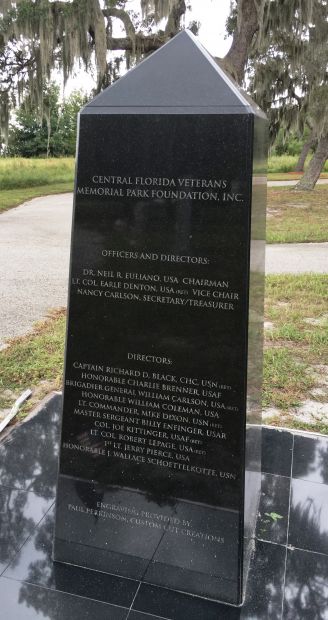 CENTRAL FLORIDA VETERANS
MEMORIAL PARK FOUNDATION, INC.
OFFICERS AND DIRECTORS:
DR. NEIL R. EULIANO, USA CHAIRMAN
LT. COL. EARLE DENTON, USA (RET) VICE CHAIR
NANCY CARLSON, SECRETARY/TREASURER
DIRECTORS:
CAPTAIN RICHARD D. BLACK, CHC, USN (RET)
HONORABLE CHARLIE BRENNER, USAF
BRIGADIER GENERAL WILLIAM CARLSON, USA (RET)
HONORABLE WILLIAM COLEMAN, USA
LT. COMMANDER, MIKE DIXON, USN (RET)
MASTER SERGEANT BILLY ENFINGER, USAR
COL. JOE KITTINGER, USAF (RET)
LT. COL. ROBERT LEPAGE, USA (RET)
1ST LT. JERRY PIERCE, USA
HONORABLE J. WALLACE SCHOETTELKOTTE, USN
ENGRAVING PROVIDED BY
PAUL PERKINSON, CUSTOM CUT CREATIONS